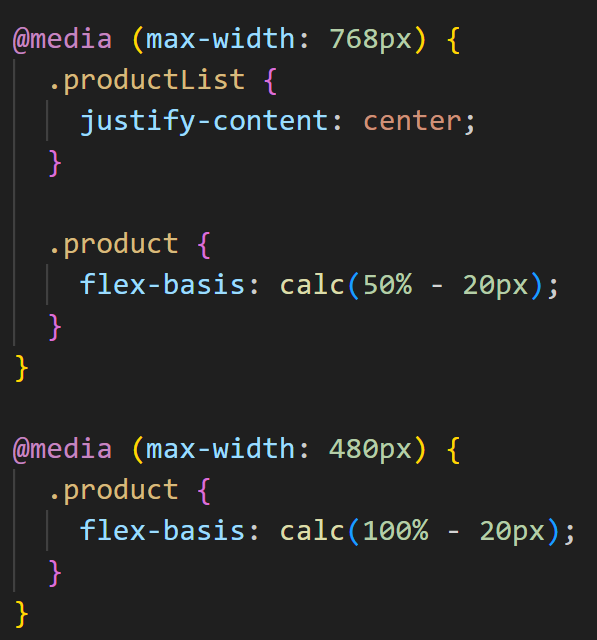 @media (max-width: 768px) {
  .productList {
    justify-content: center;
  }

  .product {
    flex-basis: calc(50% - 20px);
  }
}

@media (max-width: 480px) {
  .product {
    flex-basis: calc(100% - 20px);
  }
}